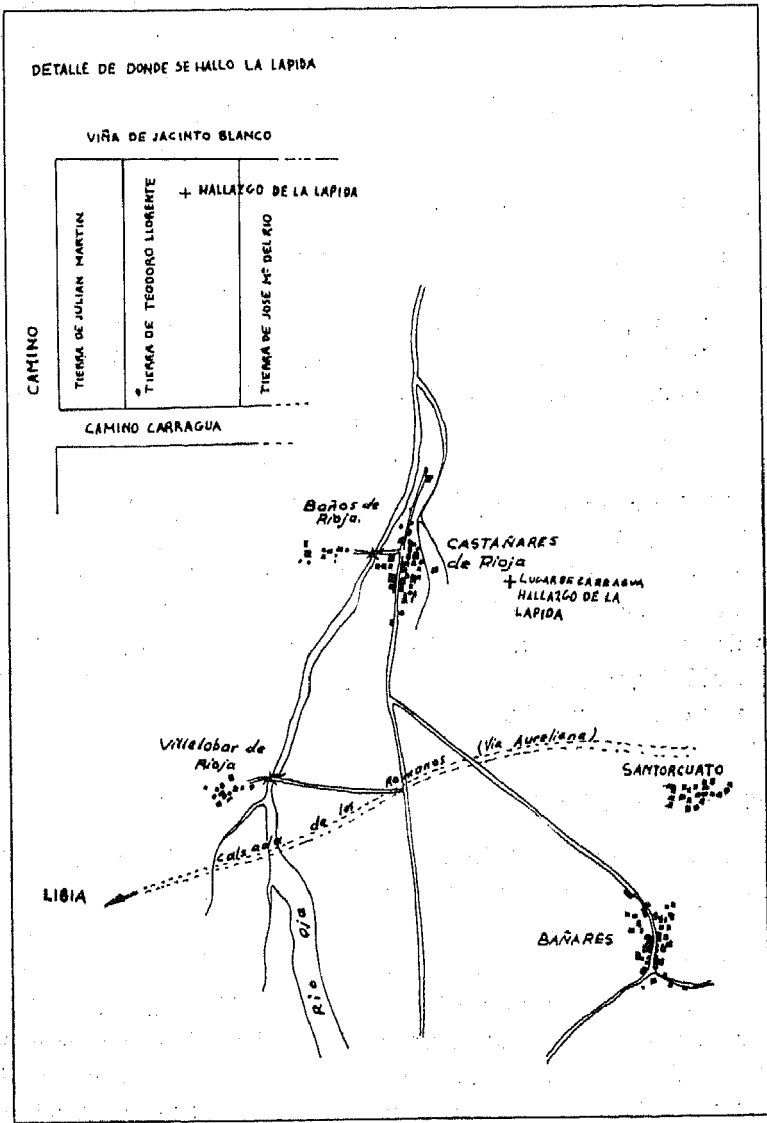 DETALLE DE DONDE SE HALLO LA LAPIDA
VIÑA DE JACINTO BLANCO
+ HALLAZGO DE LA LAPIDA
CAMINO
TIERRA DE JULIAN MARTIN
TIERRA DE TEODORO LLORENTE
TIERRA DE JOSE Mª DEL RIO
CAMINO CARRAGUA
Baños de
Rioja.
CASTAÑARES
de Rioja
+ LUGAR DE CARRAGUA
HALLAZGO DE LA
LAPIDA
Villalobar de
Rioja
(Via Aureliana)
SANTORCUATO
calsada de los Romanos
LIBIA
BAÑARES
Rio Oja